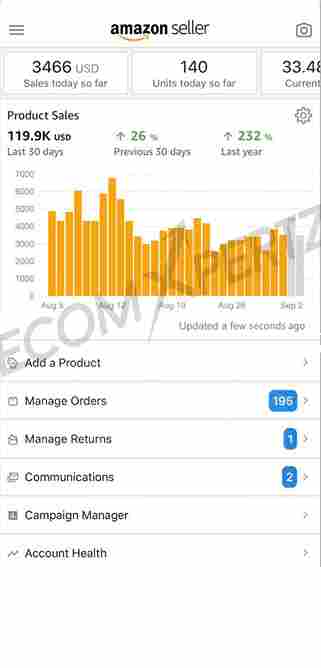 amazon seller
3466 USD
Sales today so far
140
Units today so far
33.48
Current
Product Sales
119.9K USD
Last 30 days
↑ 26 %
Previous 30 days
↑ 232 %
Last year
7000
6000
5000
4000
3000
2000
1000
0
Aug 5
Aug 12
Aug 19
Aug 26
Sep 2
Updated a few seconds ago
ECOM XPERTIZ
Add a Product
Manage Orders
195
Manage Returns
1
Communications
2
Campaign Manager
Account Health